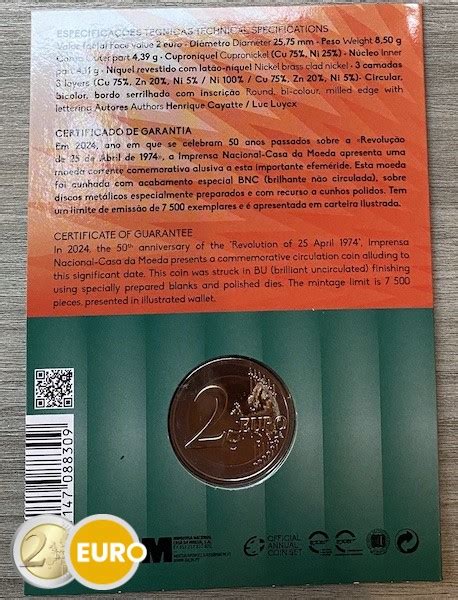 ESPECIFICAÇÕES TÉCNICAS TECHNICAL SPECIFICATIONS
facial Face value 2 euro - Diâmetro Diameter 25,75 mm - Peso Weight 8,50 g
Outer part 4,39 g - Cuproníquel Cupronickel (Cu 75%, Ni 25%) - Núcleo Inner
part 4,11 g - Níquel revestido com latão-níquel Nickel brass clad nickel - 3 camadas
3 layers (Cu 75%, Zn 20%, Ni 5% / Ni 100% / Cu 75%, Zn 20%, Ni 5%)- Circular,
bicolor, bordo serrilhado com inscrição Round, bi-colour, milled edge with
lettering Autores Authors Henrique Cayatte / Luc Luycx
CERTIFICADO DE GARANTIA
Em 2024, ano em que se celebram 50 anos passados sobre a «Revolução
de 25 de Abril de 1974», a Imprensa Nacional-Casa da Moeda apresenta uma
moeda corrente comemorativa alusiva a esta importante efeméride. Esta moeda
foi cunhada com acabamento especial BNC (brilhante não circulada), sobre
discos metálicos especialmente preparados e com recurso a cunhos polidos. Tem
um limite de emissão de 7 500 exemplares e é apresentada em carteira ilustrada.
CERTIFICATE OF GUARANTEE
In 2024, the 50th anniversary of the "Revolution of 25 April 1974", Imprensa
Nacional-Casa da Moeda presents a commemorative circulation coin alluding to
this significant date. This coin was struck in BU (brilliant uncirculated) finishing
using specially prepared blanks and polished dies. The mintage limit is 7 500
pieces, presented in illustrated wallet.
2 EURO
147088309
2 EURO
M
IMPRENSA NACIONAL
CASA DA MOEDA, S.A.
OFFICIAL
ANNUAL
COIN SET